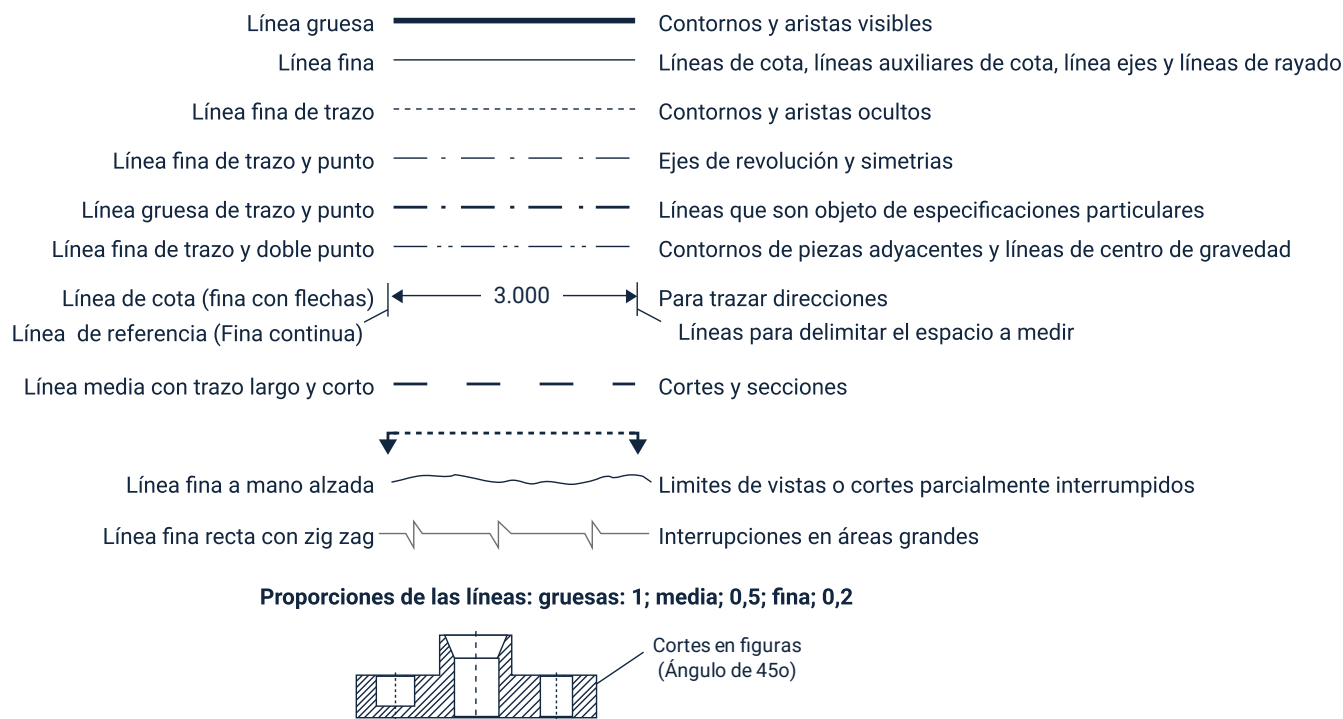 Línea gruesa
Contornos y aristas visibles
Línea fina
Líneas de cota, líneas auxiliares de cota, línea ejes y líneas de rayado
Línea fina de trazo
Contornos y aristas ocultos
Línea fina de trazo y punto
Ejes de revolución y simetrias
Línea gruesa de trazo y punto
Líneas que son objeto de especificaciones particulares
Línea fina de trazo y doble punto
Contornos de piezas adyacentes y líneas de centro de gravedad
Línea de cota (fina con flechas)
3.000
Para trazar direcciones
Línea de referencia (Fina continua)
Líneas para delimitar el espacio a medir
Línea media con trazo largo y corto
Cortes y secciones
Línea fina a mano alzada
Limites de vistas o cortes parcialmente interrumpidos
Línea fina recta con zig zag
Interrupciones en áreas grandes
Proporciones de las líneas: gruesas: 1; media; 0,5; fina; 0,2
Cortes en figuras
(Ángulo de 45o)